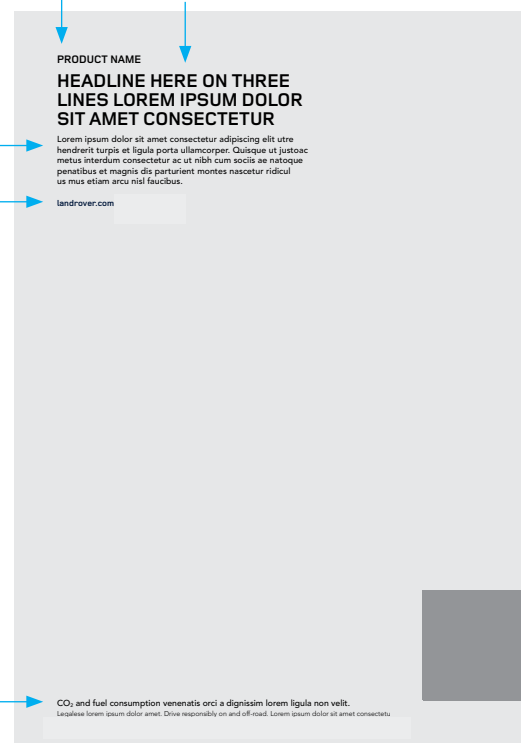 PRODUCT NAME
HEADLINE HERE ON THREE
LINES LOREM IPSUM DOLOR
SIT AMET CONSECTETUR
Lorem ipsum dolor sit amet consectetur adipiscing elit utre
hendrerit turpis et ligula porta ullamcorper. Quisque ut justoac
metus interdum consectetur ac ut nibh cum sociis ae natoque
penatibus et magnis dis parturient montes nascetur ridicul
us mus etiam arcu nisl faucibus.
landrover.com
CO₂ and fuel consumption venenatis orci a dignissim lorem ligula non velit.
Legalese lorem ipsum dolor amet. Drive responsibly on and off-road. Lorem ipsum dolor sit amet consectetu